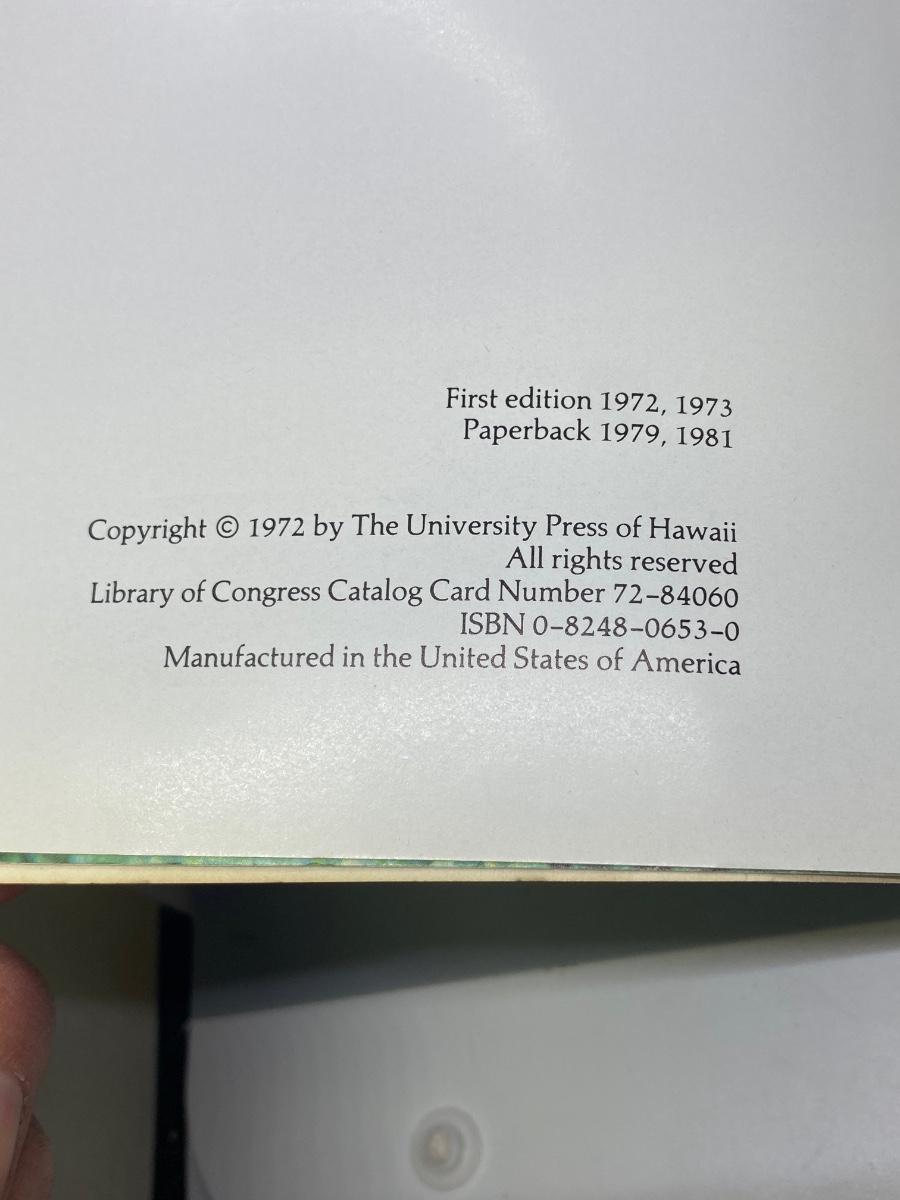 First edition 1972, 1973
Paperback 1979, 1981
Copyright © 1972 by The University Press of Hawaii
All rights reserved
Library of Congress Catalog Card Number 72–84060
ISBN 0–8248–0653–0
Manufactured in the United States of America